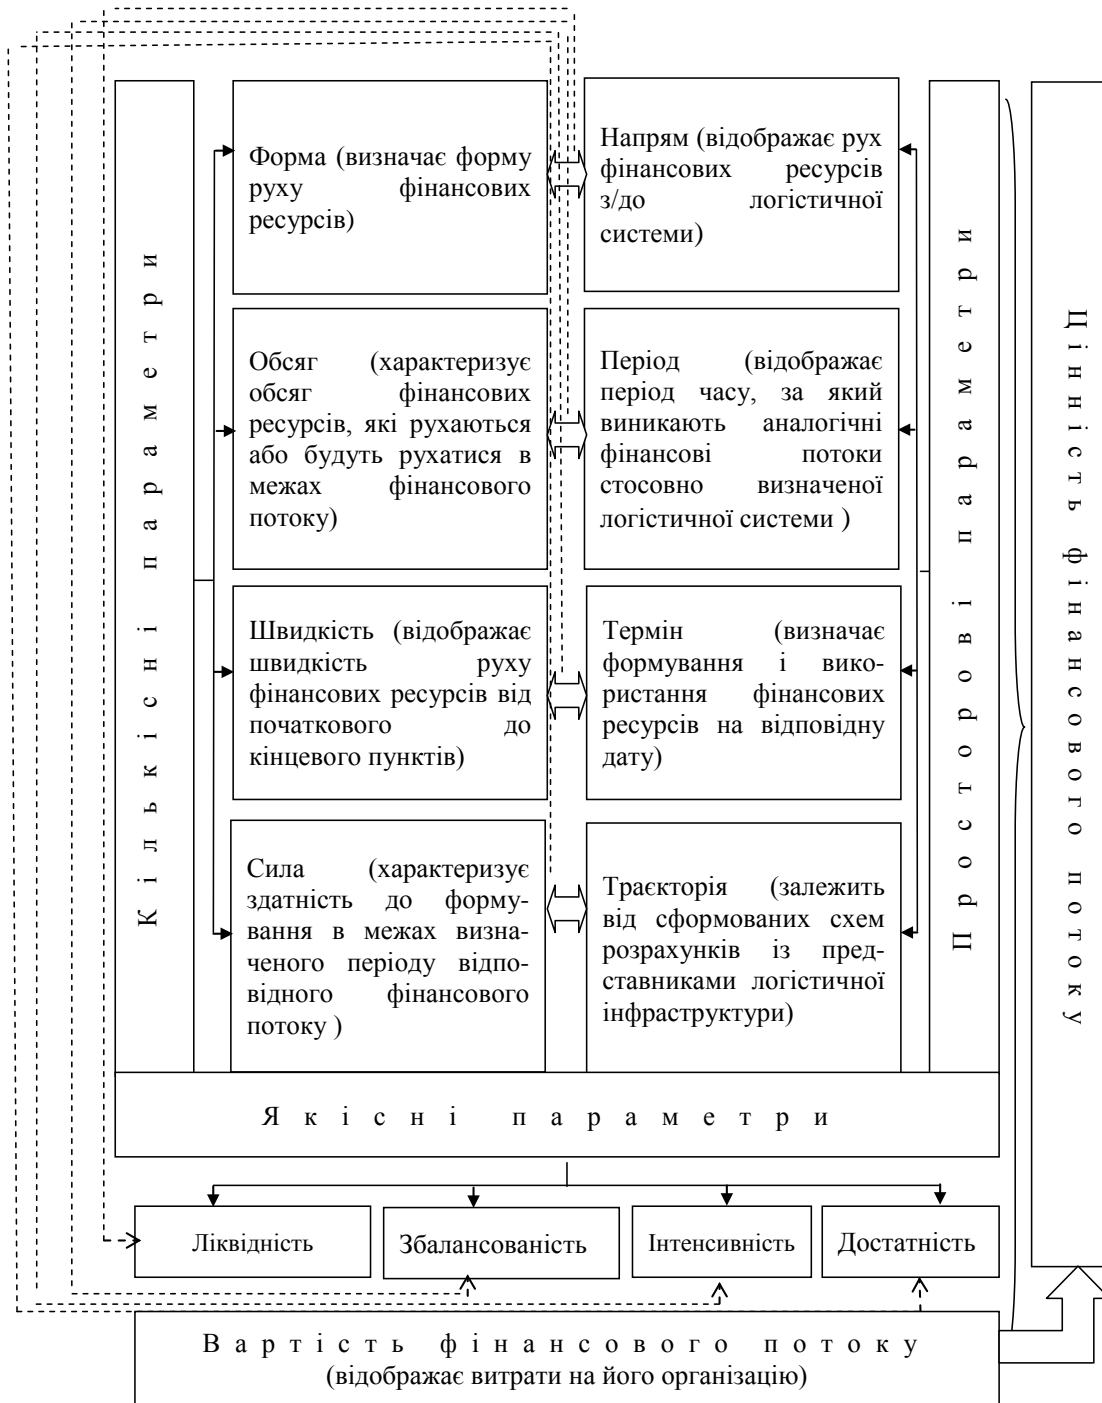 Кількісні параметри
Форма (визначає форму
руху фінансових
ресурсів)
Напрям (відображає рух
фінансових ресурсів
з/до логістичної
системи)
Обсяг (характеризує
обсяг фінансових
ресурсів, які рухаються
або будуть рухатися в
межах фінансового
потоку)
Період (відображає
період часу, за який
виникають аналогічні
фінансові потоки
стосовно визначеної
логістичної системи )
Швидкість (відображає
швидкість руху
фінансових ресурсів від
початкового до
кінцевого пунктів)
Термін (визначає
формування і вико-
ристання фінансових
ресурсів на відповідну
дату)
Сила (характеризує
здатність до форму-
вання в межах визна-
ченого періоду відпо-
відного фінансового
потоку )
Траєкторія (залежить
від сформованих схем
розрахунків із пред-
ставниками логістичної
інфраструктури)
Просторові параметри
Цінність фінансового потоку
Якісні параметри
Ліквідність
Збалансованість
Інтенсивність
Достатність
Вартість фінансового потоку
(відображає витрати на його організацію)